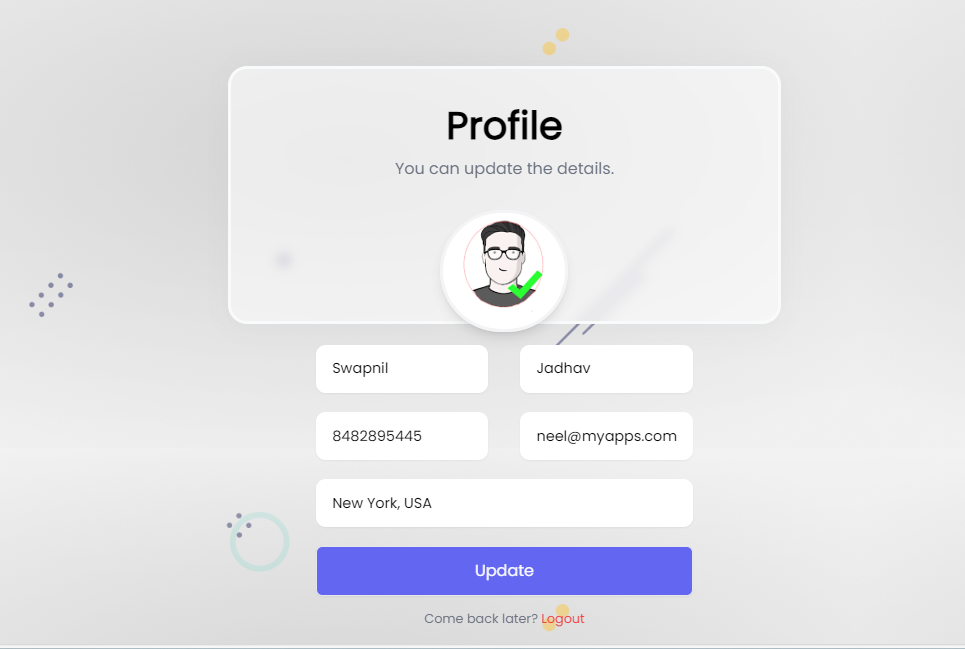 Profile
You can update the details.
Swapnil
Jadhav
8482895445
neel@myapps.com
New York, USA
Update
Come back later? Logout